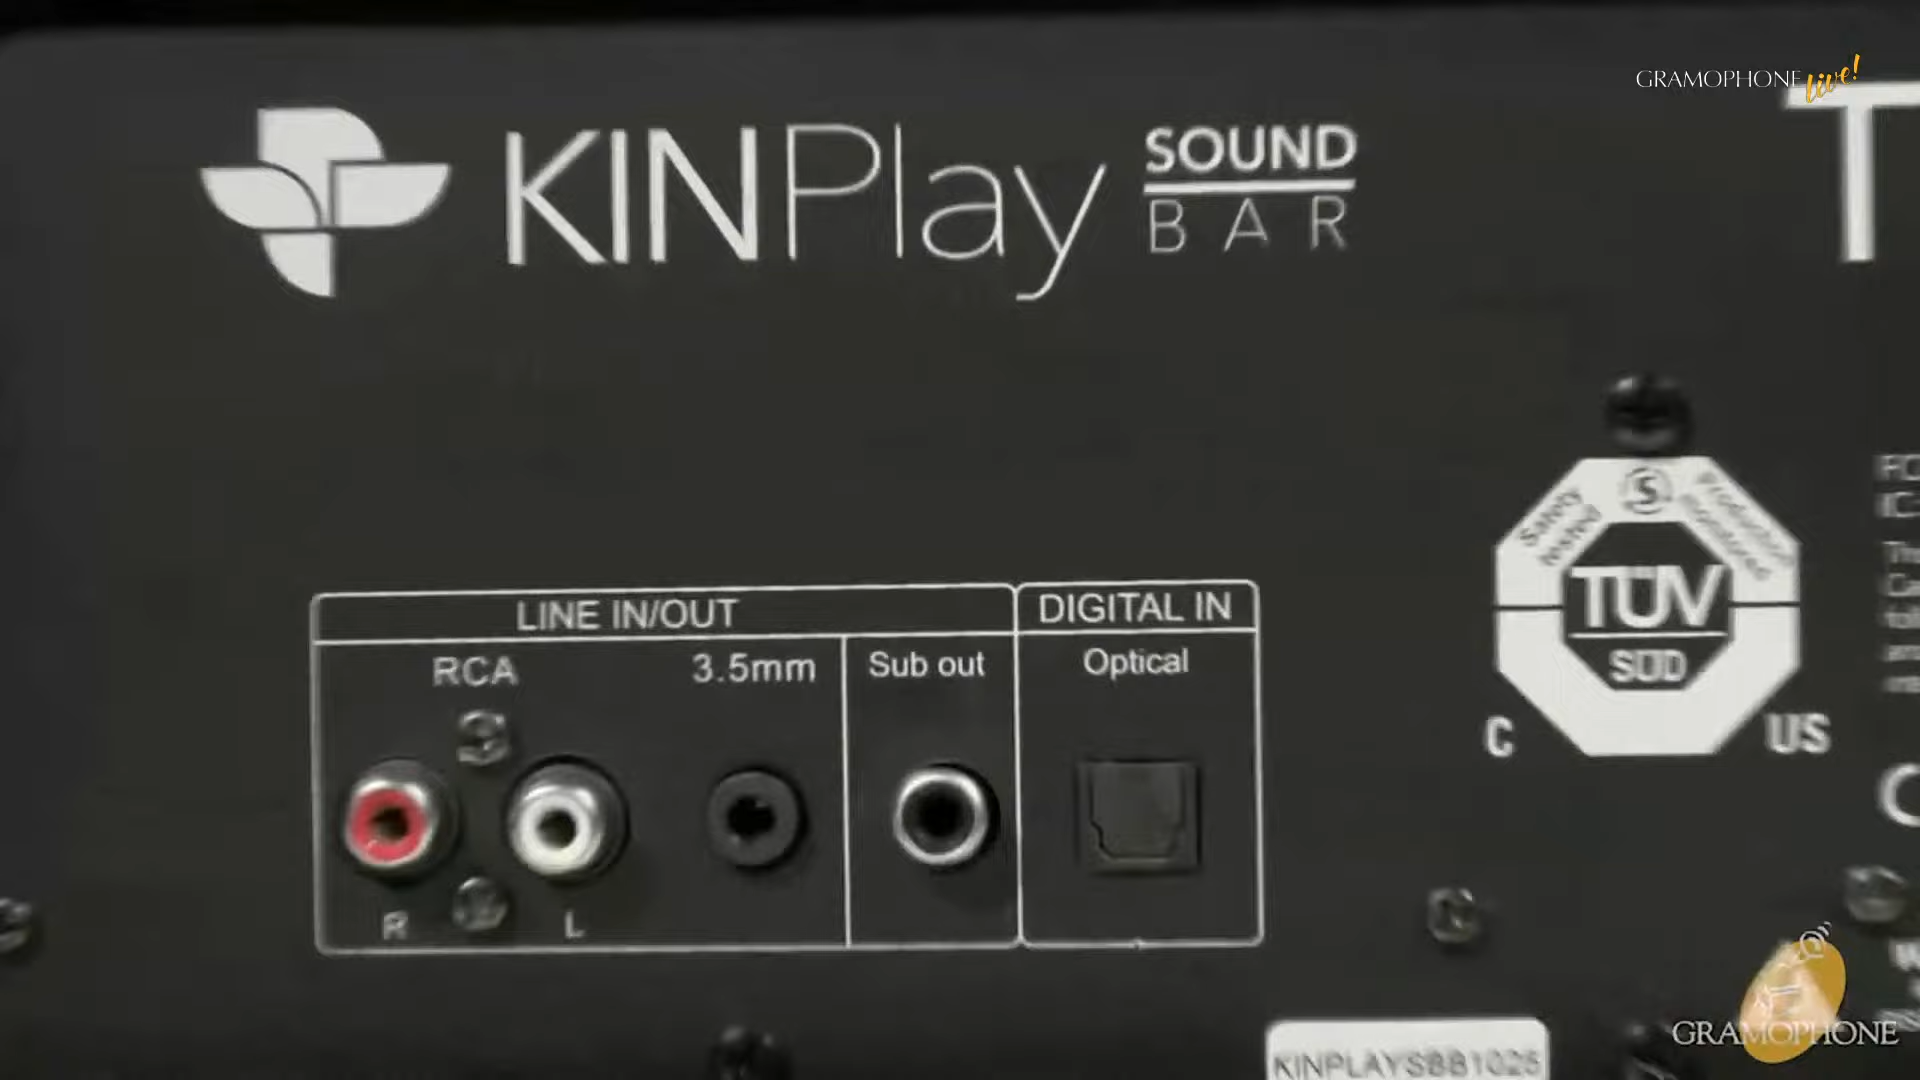 GRAMOPHONE live!
KINPlay SOUND
BAR
T
LINE IN/OUT
DIGITAL IN
RCA
3.5mm
Sub out
Optical
R
L
Safety
tested
S
TÜV
SÜD
C
US
GRAMOPHONE
KINPLAYSBB1025